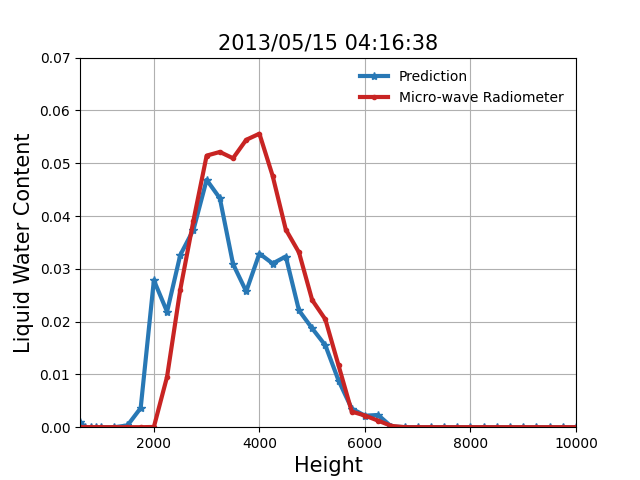 2013/05/15 04:16:38
0.07
0.06
0.05
0.04
0.03
0.02
0.01
0.00
Liquid Water Content
Prediction
Micro-wave Radiometer
2000 4000 6000 8000 10000
Height